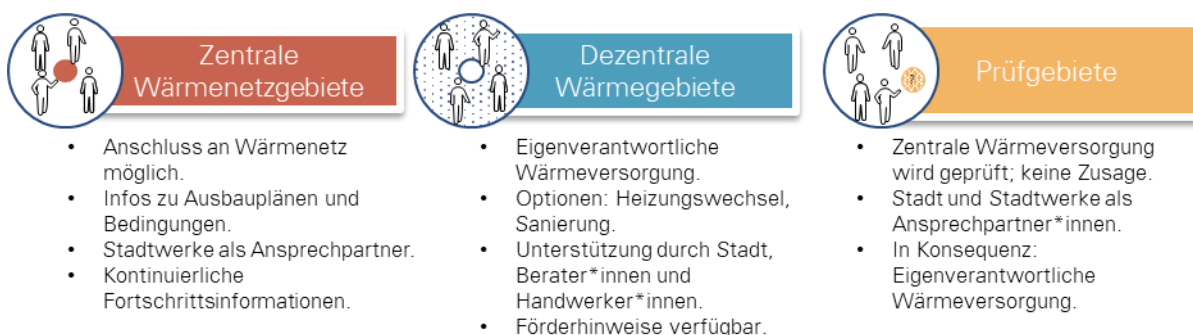 Zentrale
Wärmenetzgebiete
• Anschluss an Wärmenetz
möglich.
• Infos zu Ausbauplänen und
Bedingungen.
• Stadtwerke als Ansprechpartner.
• Kontinuierliche
Fortschrittsinformationen.
Dezentrale
Wärmegebiete
• Eigenverantwortliche
Wärmeversorgung.
• Optionen: Heizungswechsel,
Sanierung.
• Unterstützung durch Stadt,
Berater*innen und
Handwerker*innen.
• Förderhinweise verfügbar.
?
Prüfgebiete
• Zentrale Wärmeversorgung
wird geprüft; keine Zusage.
• Stadt und Stadtwerke als
Ansprechpartner*innen.
• In Konsequenz:
Eigenverantwortliche
Wärmeversorgung.